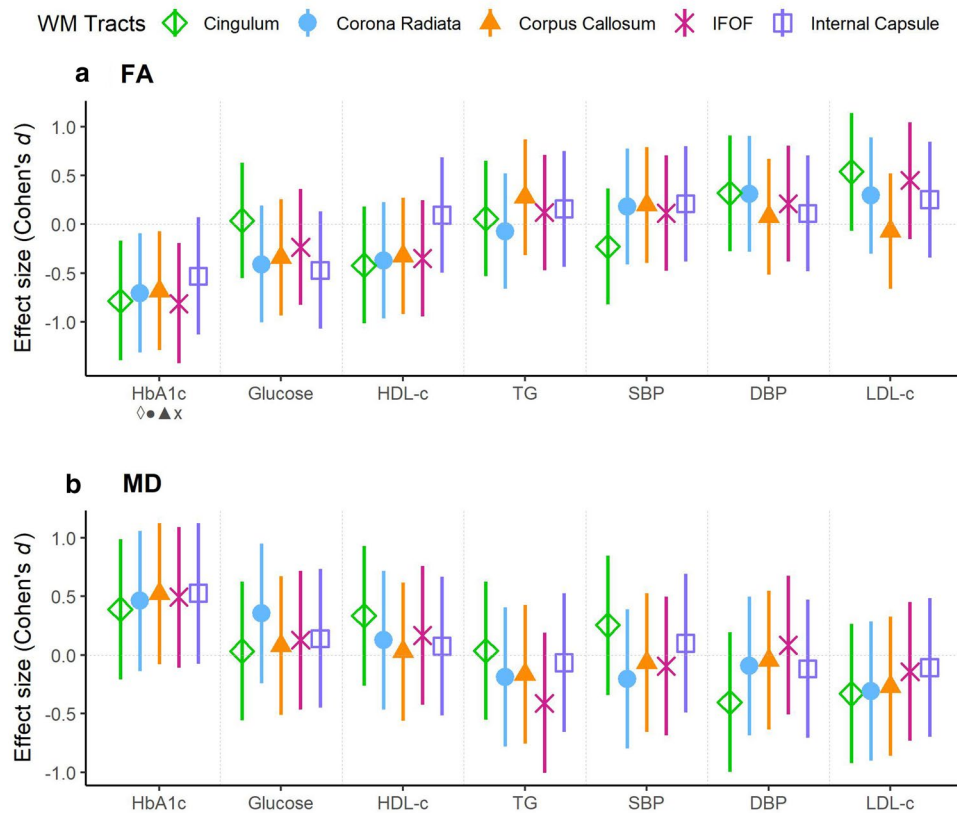 WM Tracts Cingulum Corona Radiata Corpus Callosum IFOF Internal Capsule
a FA
Effect size (Cohen's d)
1.0
0.5
0.0
-0.5
-1.0
HbA1c Glucose HDL-c TG SBP DBP LDL-c
◊●▲x
b MD
Effect size (Cohen's d)
1.0
0.5
0.0
-0.5
-1.0
HbA1c Glucose HDL-c TG SBP DBP LDL-c